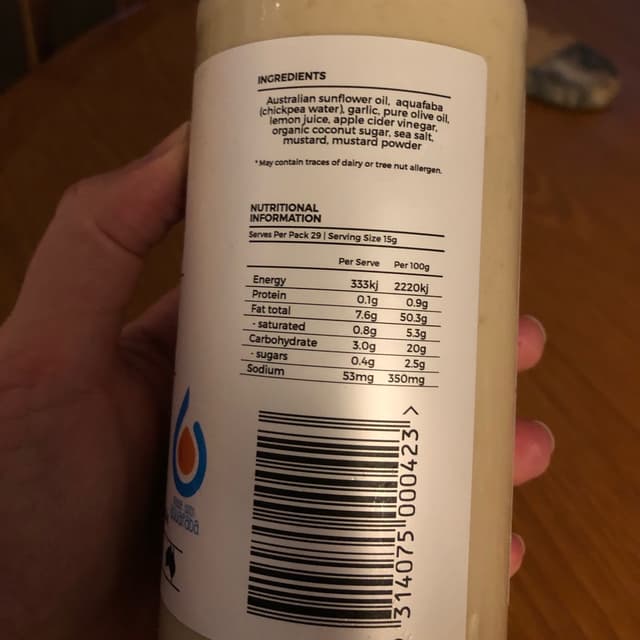 INGREDIENTS
Australian sunflower oil, aquafaba
(chickpea water), garlic, pure olive oil,
lemon juice, apple cider vinegar,
organic coconut sugar, sea salt,
mustard, mustard powder
* May contain traces of dairy or tree nut allergen.
NUTRITIONAL
INFORMATION
Serves Per Pack 29 | Serving Size 15g
Per Serve Per 100g
Energy 333kj 2220kj
Protein 0.1g 0.9g
Fat total 7.6g 50.3g
- saturated 0.8g 5.3g
Carbohydrate 3.0g 20g
- sugars 0.4g 2.5g
Sodium 53mg 350mg
9 314075 000423 >
aquafaba